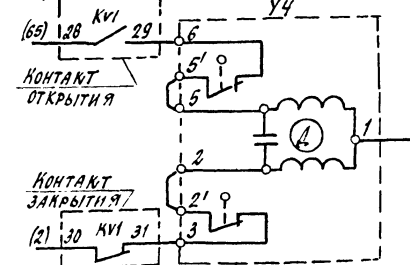 У4
(65) 28 KV1 29 6
5'
КОНТАКТ
ОТКРЫТИЯ
5
Д
1
2
КОНТАКТ
ЗАКРЫТИЯ
2'
(2) 30 KV1 31 3